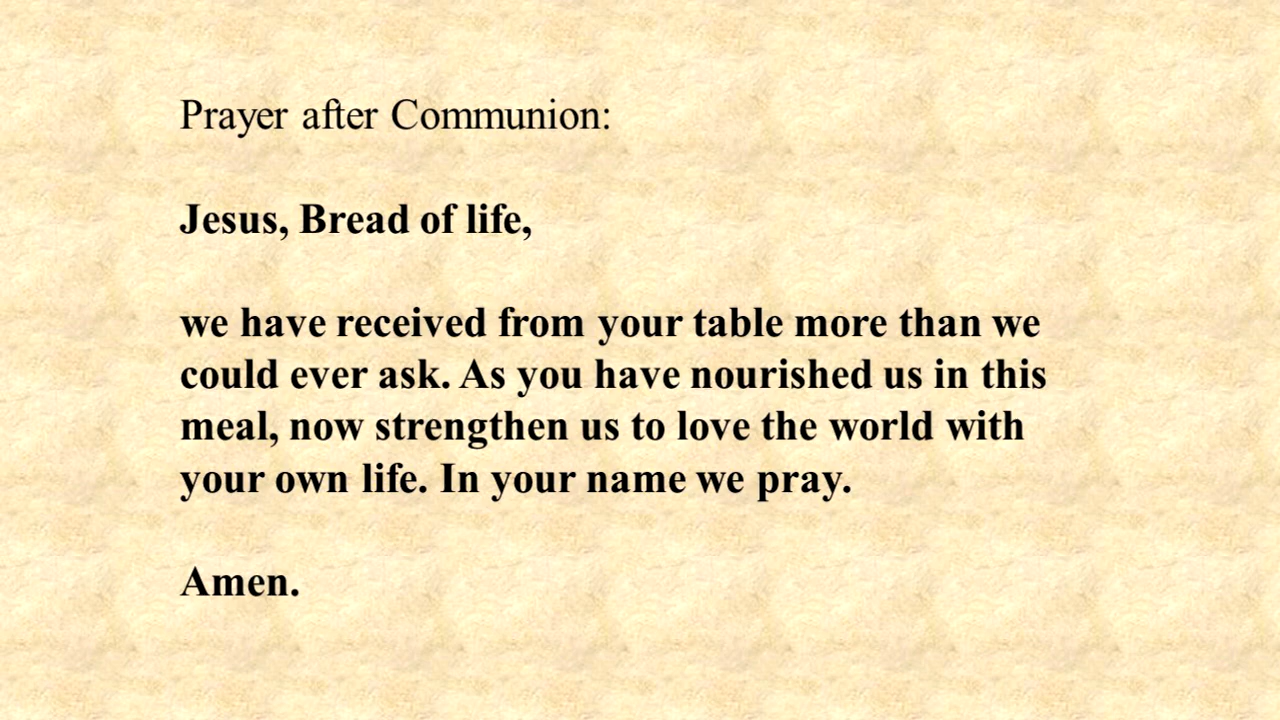 Prayer after Communion:
Jesus, Bread of life,
we have received from your table more than we
could ever ask. As you have nourished us in this
meal, now strengthen us to love the world with
your own life. In your name we pray.
Amen.